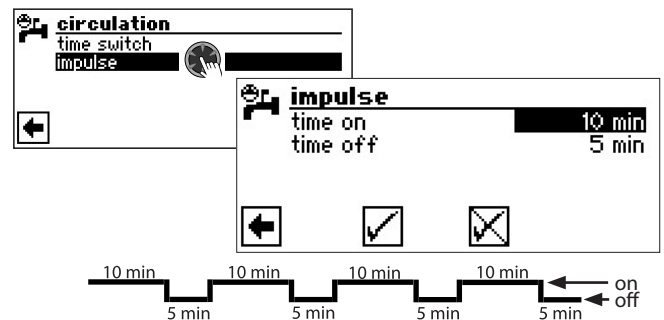 circulation
time switch
impulse
impulse
time on 10 min
time off 5 min
10 min 10 min 10 min 10 min on
5 min 5 min 5 min 5 min off